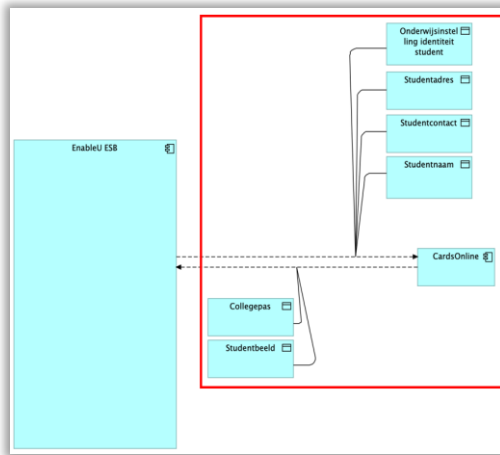 Onderwijsinstel
ling identiteit
student
Studentadres
Studentcontact
Studentnaam
EnableU ESB
CardsOnline
Collegepas
Studentbeeld